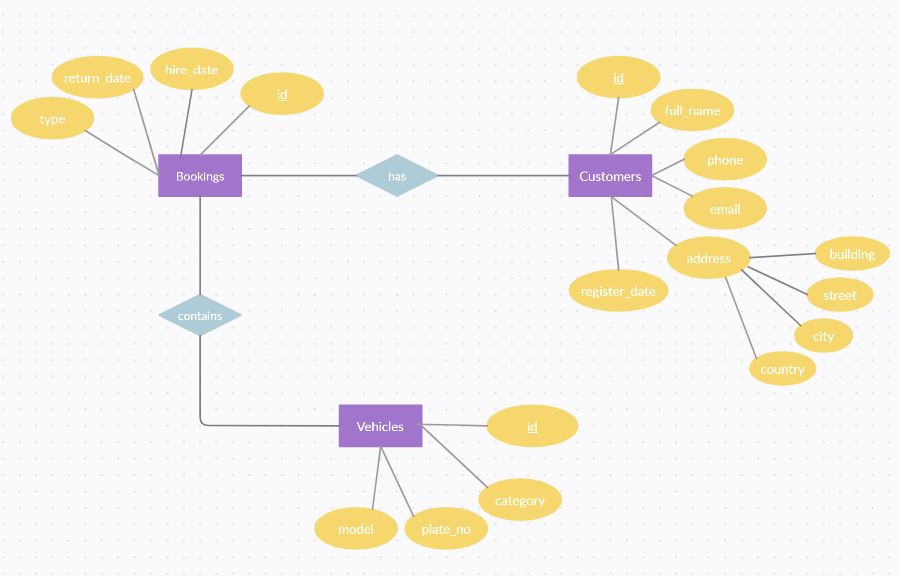 hire_date
return_date
id
type
Bookings
has
id
full_name
Customers
phone
email
address
register_date
building
street
city
country
contains
Vehicles
id
category
model
plate_no